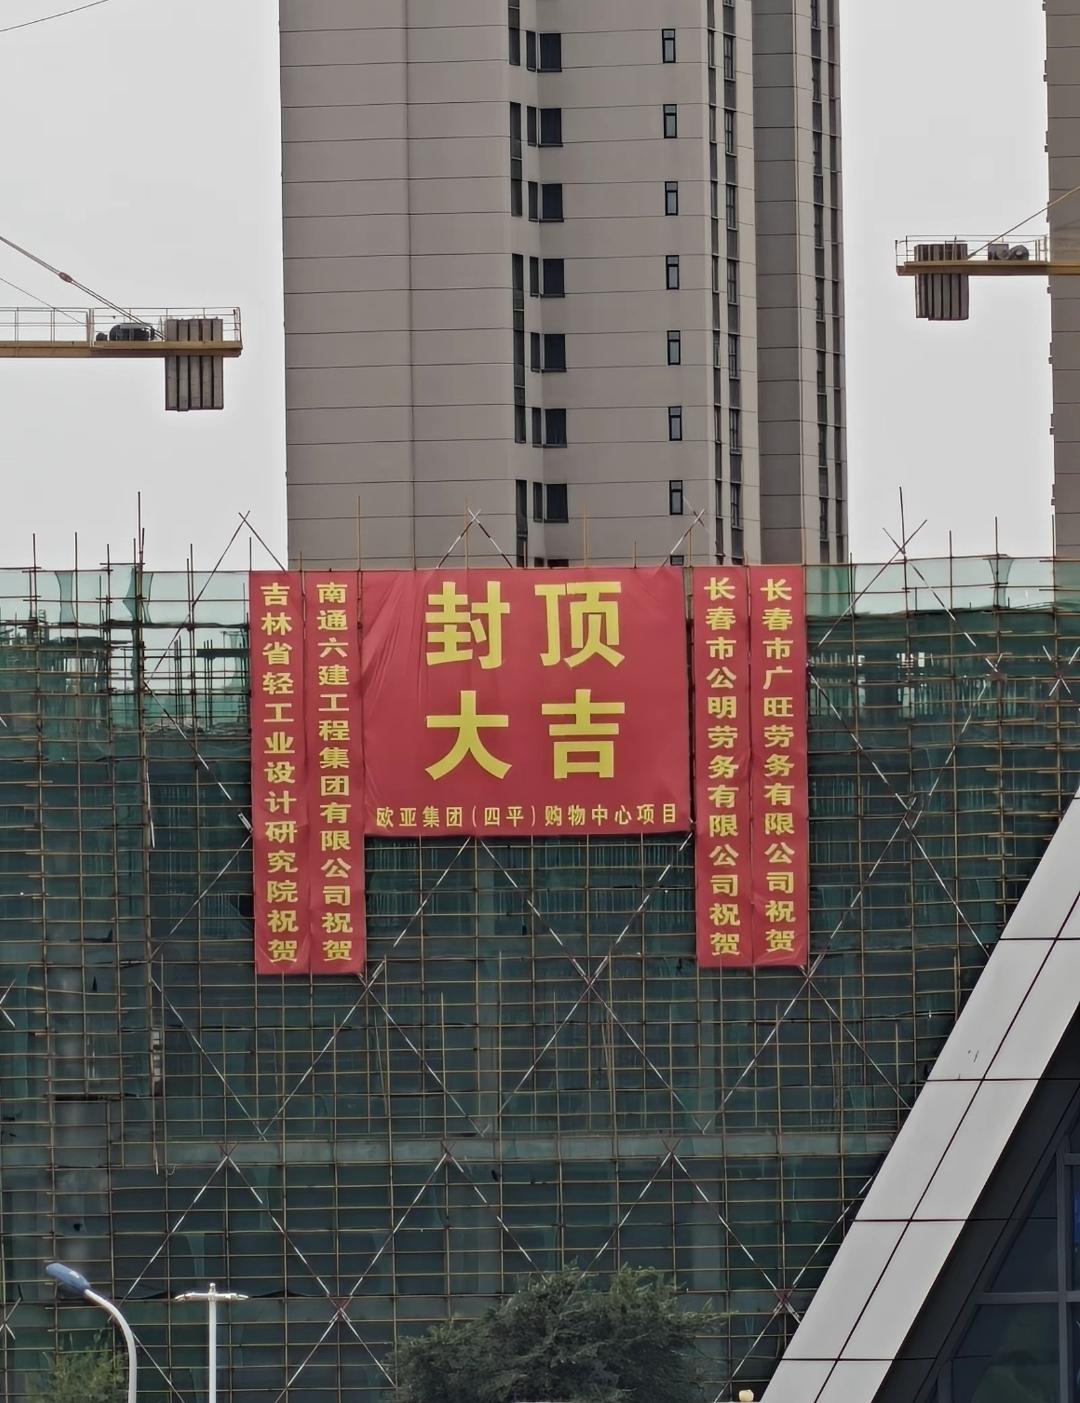 封顶
大吉
欧亚集团（四平）购物中心项目
吉林省轻工业设计研究院祝贺
南通六建工程集团有限公司祝贺
长春市公明劳务有限公司祝贺
长春市广旺劳务有限公司祝贺